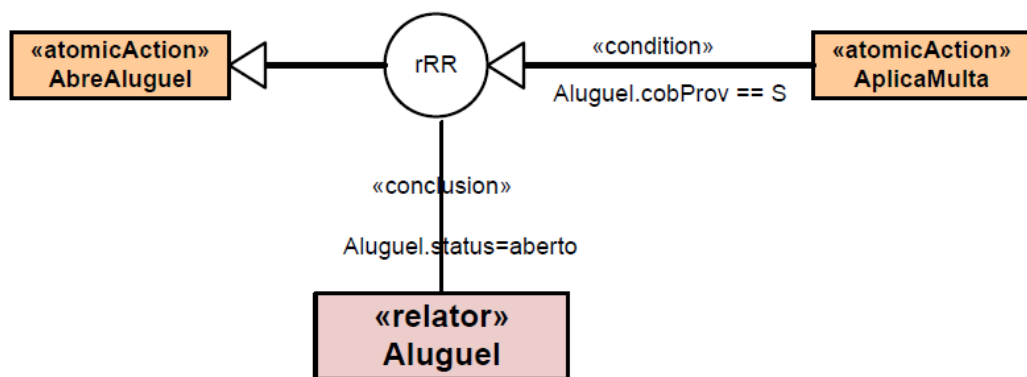 «atomicAction»
AbreAluguel
rRR
«condition»
Aluguel.cobProv == S
«atomicAction»
AplicaMulta
«conclusion»
Aluguel.status=aberto
«relator»
Aluguel